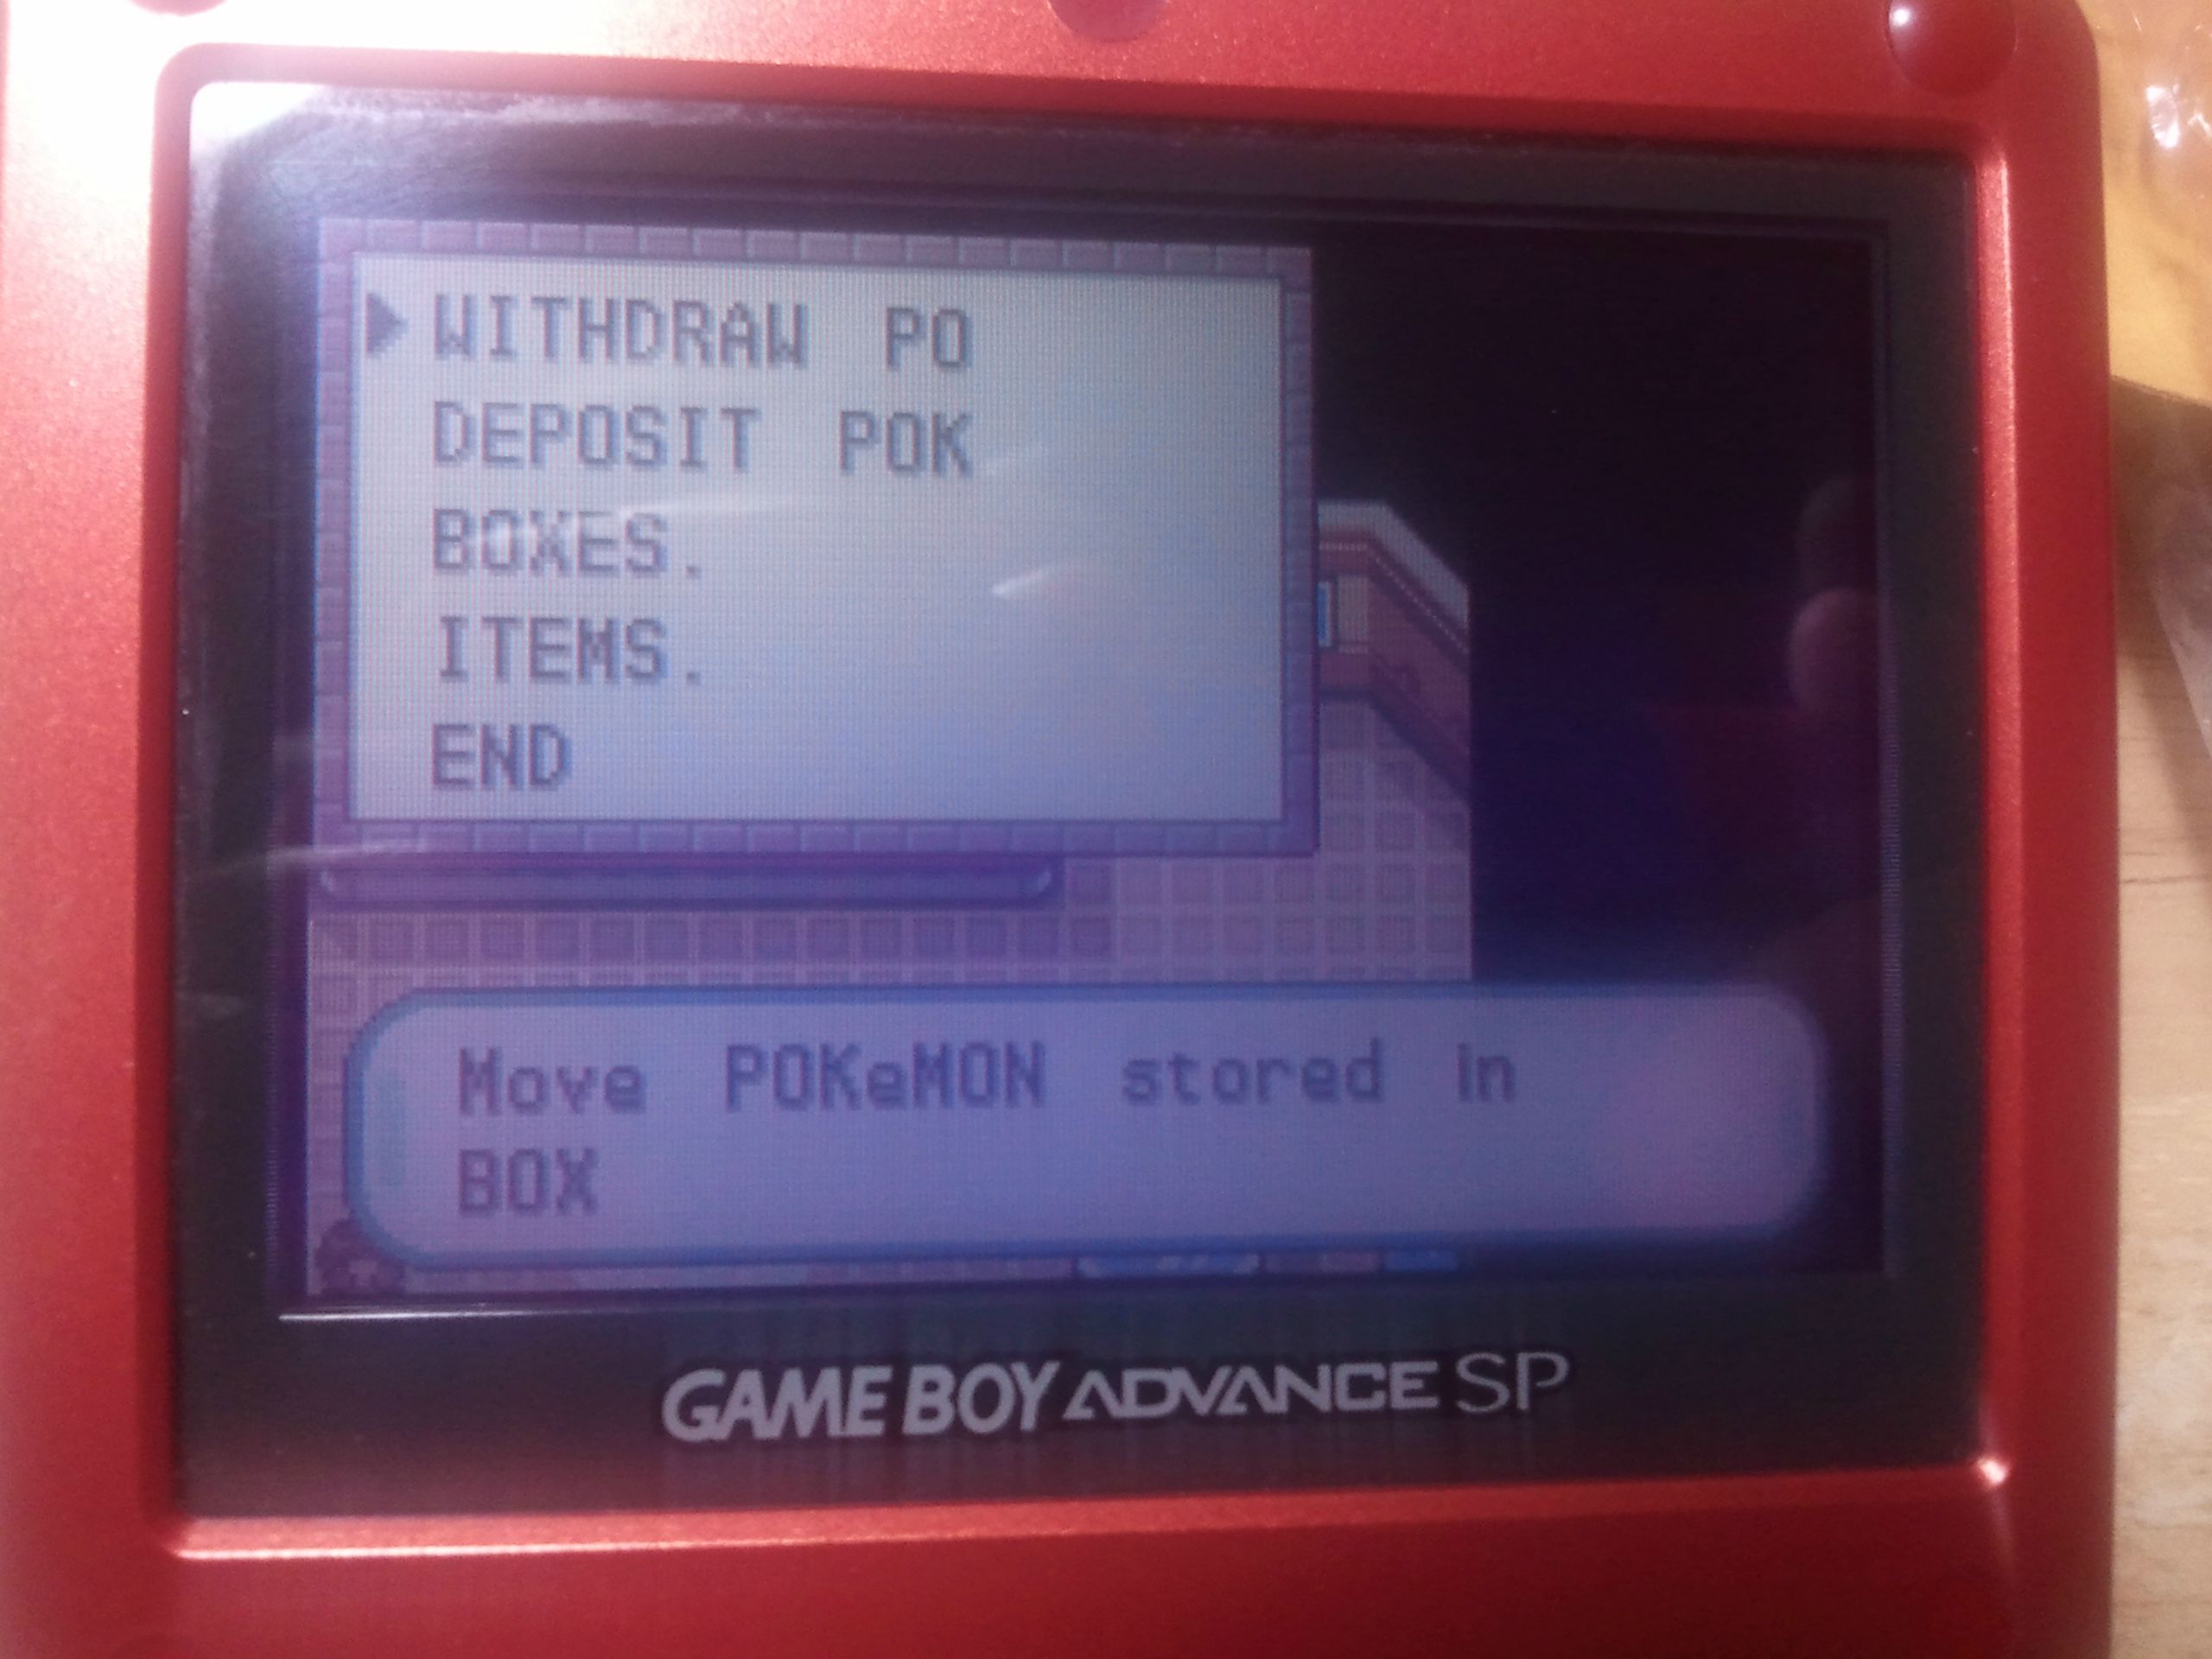 WITHDRAW PO
DEPOSIT POK
BOXES.
ITEMS.
END
Move POKeMON stored in
BOX
GAME BOY ADVANCE SP